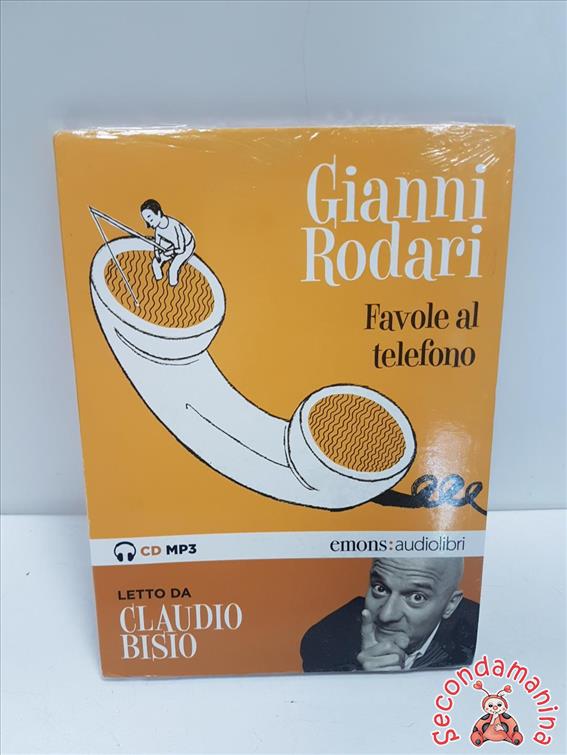 Gianni
Rodari
Favole al
telefono
CD MP3
emons:audiolibri
LETTO DA
CLAUDIO
BISIO
secondamanina